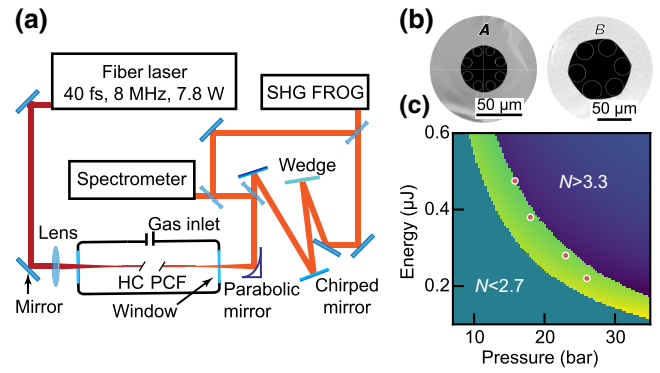 (a)
Fiber laser
40 fs, 8 MHz, 7.8 W
SHG FROG
Spectrometer
Wedge
Lens
Gas inlet
HC PCF
Mirror
Window
Parabolic
mirror
Chirped
mirror
(b)
A
B
50 µm
50 µm
(c)
0.6
0.4
0.2
Energy (µJ)
N>3.3
N<2.7
10
20
30
Pressure (bar)